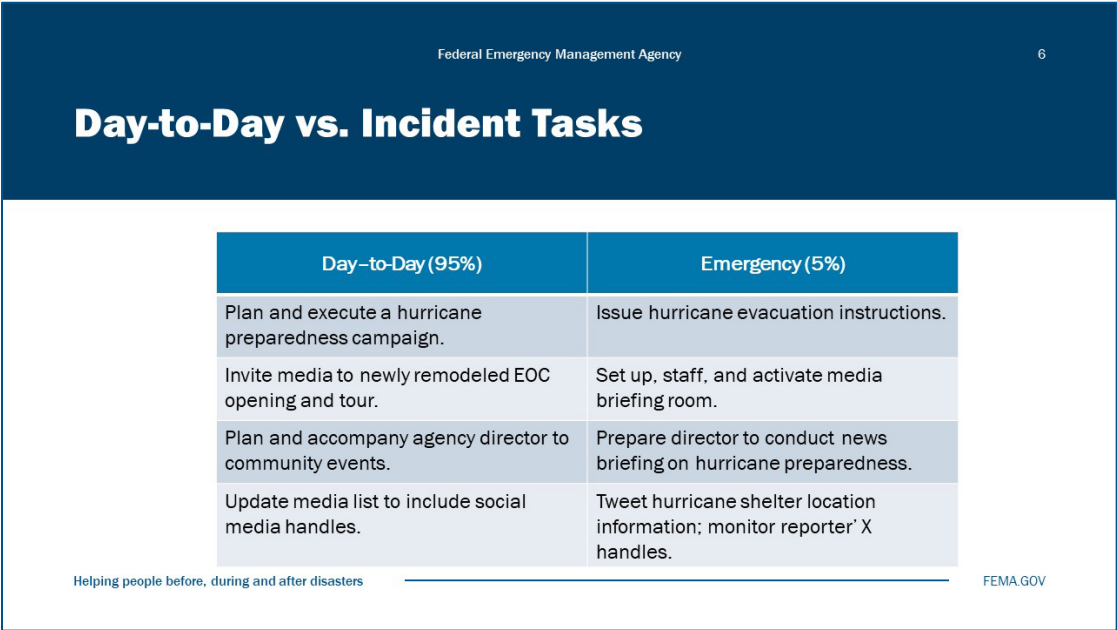 Federal Emergency Management Agency
6
Day-to-Day vs. Incident Tasks
Day–to-Day (95%)
Emergency (5%)
Plan and execute a hurricane
preparedness campaign.
Issue hurricane evacuation instructions.
Invite media to newly remodeled EOC
opening and tour.
Set up, staff, and activate media
briefing room.
Plan and accompany agency director to
community events.
Prepare director to conduct news
briefing on hurricane preparedness.
Update media list to include social
media handles.
Tweet hurricane shelter location
information; monitor reporter’ X
handles.
Helping people before, during and after disasters
FEMA.GOV